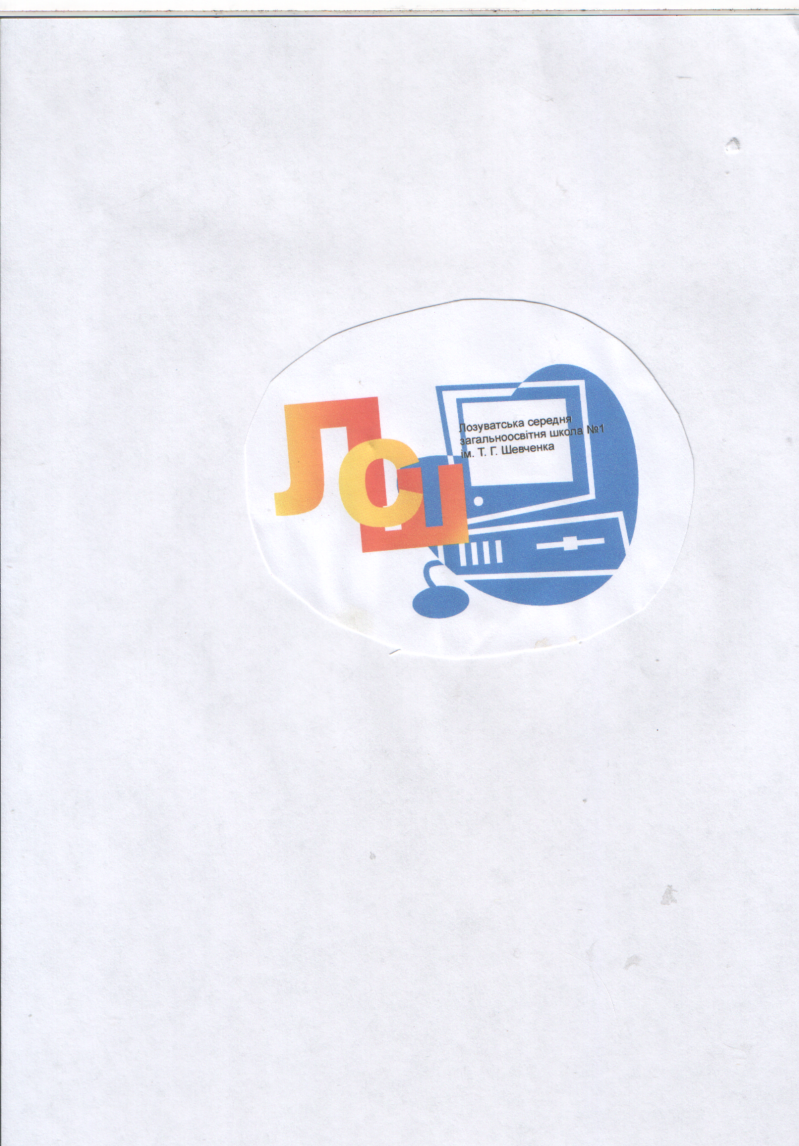 ЛСШ
Лозуватська середня
загальноосвітня школа №1
ім. Т. Г. Шевченка